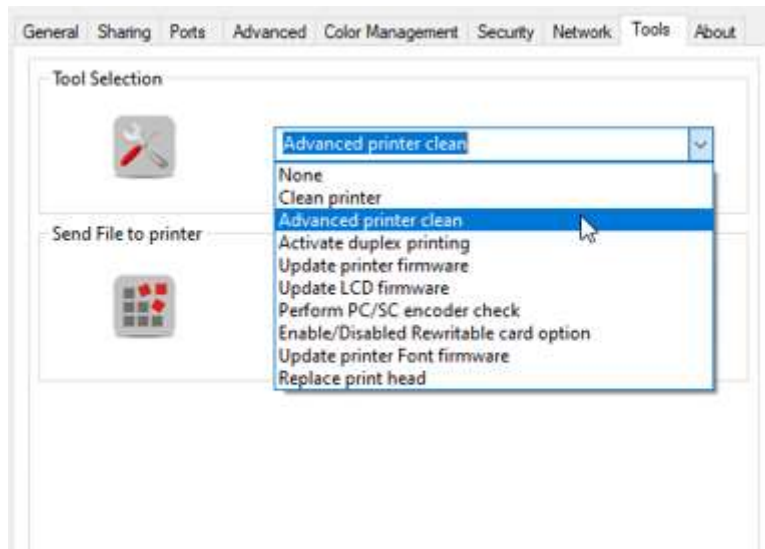 General Sharing Ports Advanced Color Management Security Network Tools About
Tool Selection
Advanced printer clean
None
Clean printer
Advanced printer clean
Send File to printer
Activate duplex printing
Update printer firmware
Update LCD firmware
Perform PC/SC encoder check
Enable/Disabled Rewritable card option
Update printer Font firmware
Replace print head